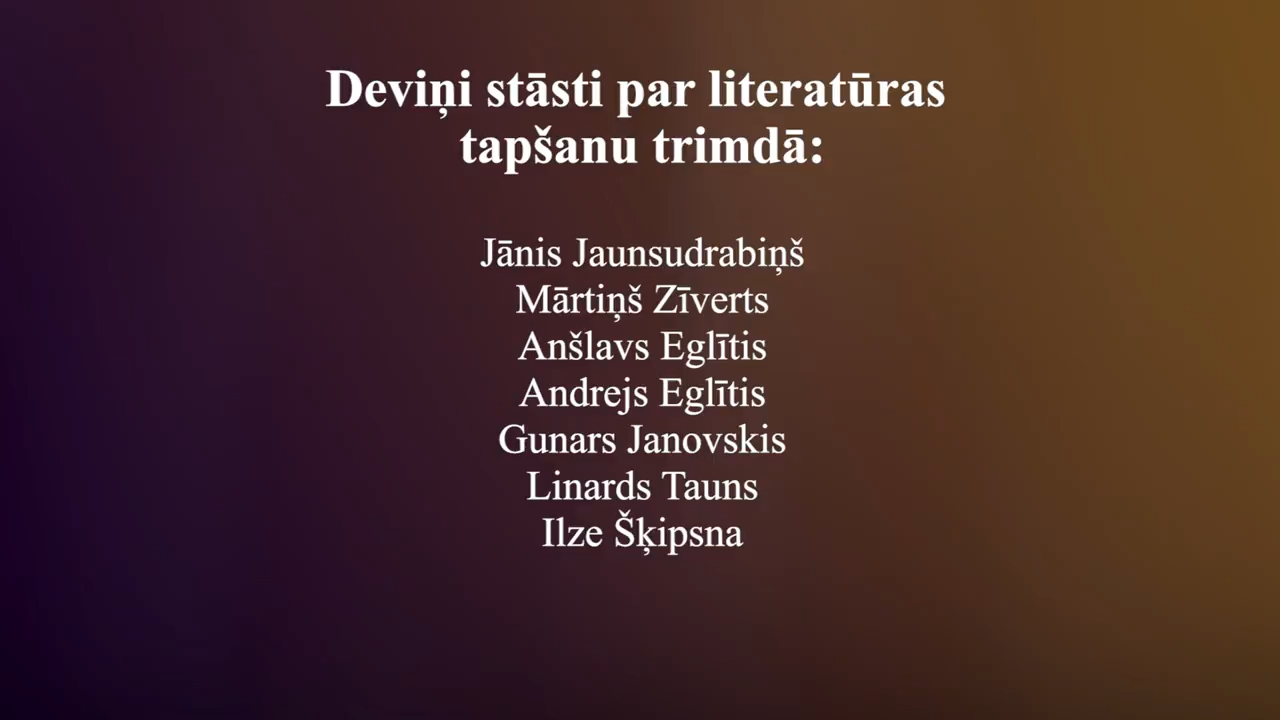 Deviņi stāsti par literatūras
tapšanu trimdā:
Jānis Jaunsudrabiņš
Mārtiņš Zīverts
Anšlavs Eglītis
Andrejs Eglītis
Gunars Janovskis
Linards Tauns
Ilze Šķipsna